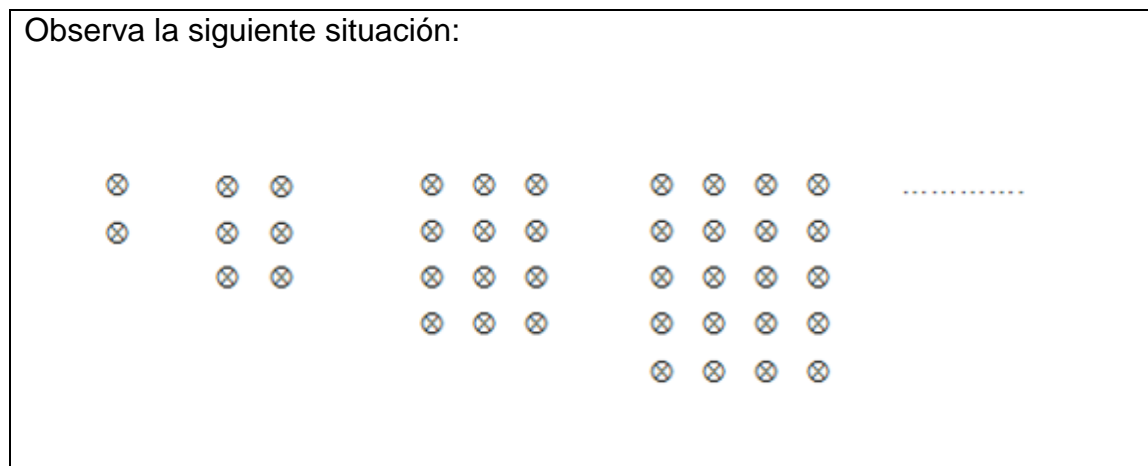 Observa la siguiente situación:
………….